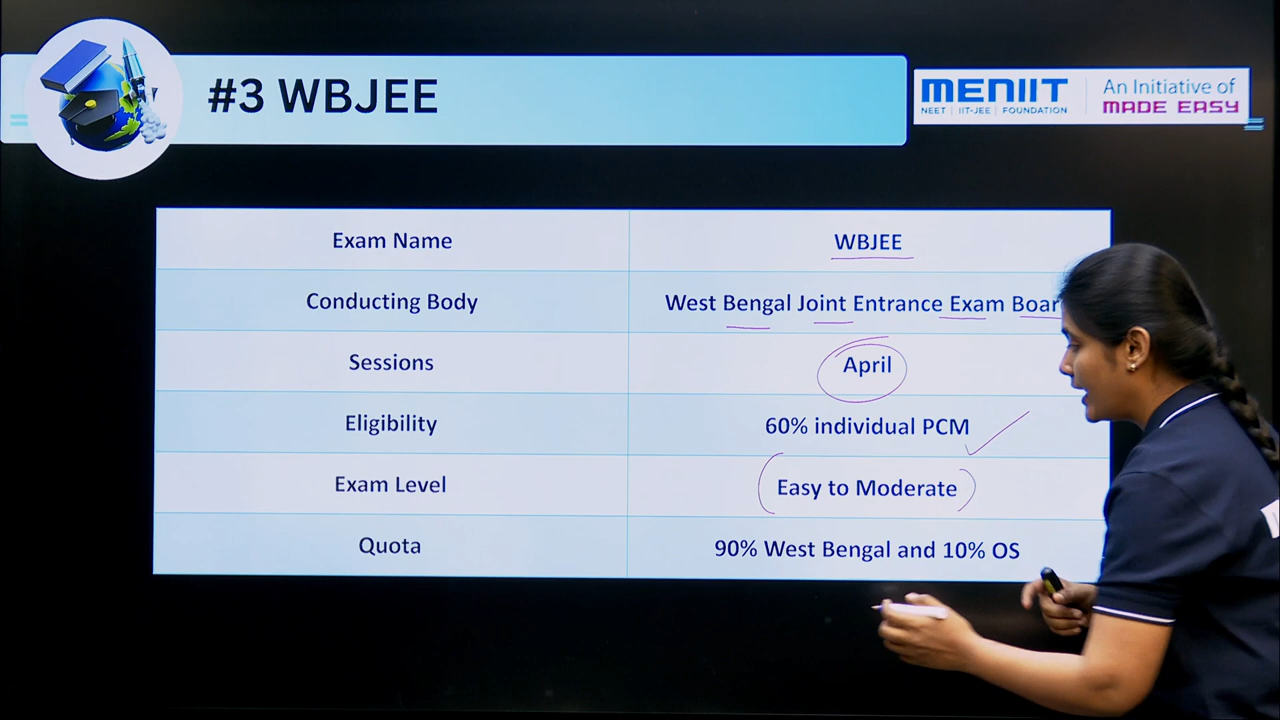 #3 WBJEE
MENIIT
NEET | IIT-JEE | FOUNDATION
An Initiative of
MADE EASY
Exam Name
WBJEE
Conducting Body
West Bengal Joint Entrance Exam Boar
Sessions
April
Eligibility
60% individual PCM
Exam Level
Easy to Moderate
Quota
90% West Bengal and 10% OS